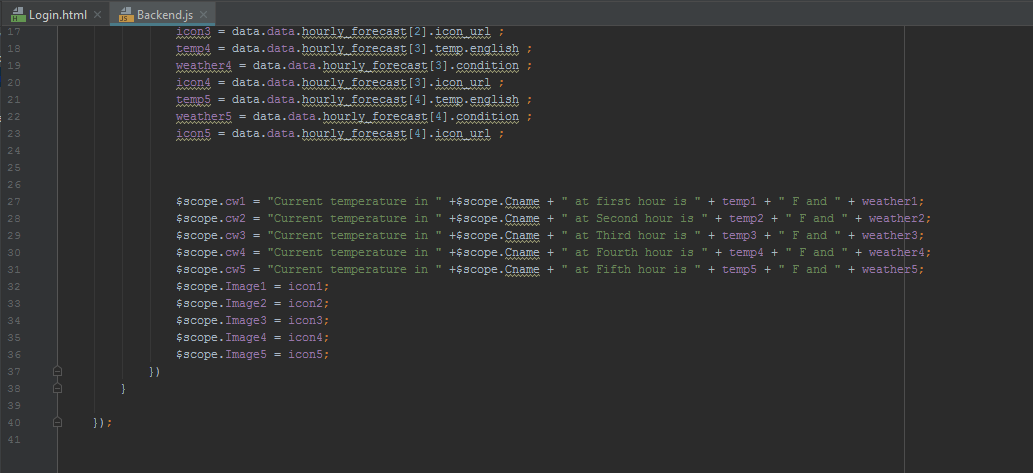 Login.html × Backend.js ×
17 icon3 = data.data.hourly_forecast[2].icon_url ;
18 temp4 = data.data.hourly_forecast[3].temp.english ;
19 weather4 = data.data.hourly_forecast[3].condition ;
20 icon4 = data.data.hourly_forecast[3].icon_url ;
21 temp5 = data.data.hourly_forecast[4].temp.english ;
22 weather5 = data.data.hourly_forecast[4].condition ;
23 icon5 = data.data.hourly_forecast[4].icon_url ;
24
25
26
27 $scope.cw1 = "Current temperature in " +$scope.Cname + " at first hour is " + temp1 + " F and " + weather1;
28 $scope.cw2 = "Current temperature in " +$scope.Cname + " at Second hour is " + temp2 + " F and " + weather2;
29 $scope.cw3 = "Current temperature in " +$scope.Cname + " at Third hour is " + temp3 + " F and " + weather3;
30 $scope.cw4 = "Current temperature in " +$scope.Cname + " at Fourth hour is " + temp4 + " F and " + weather4;
31 $scope.cw5 = "Current temperature in " +$scope.Cname + " at Fifth hour is " + temp5 + " F and " + weather5;
32 $scope.Image1 = icon1;
33 $scope.Image2 = icon2;
34 $scope.Image3 = icon3;
35 $scope.Image4 = icon4;
36 $scope.Image5 = icon5;
37 })
38 }
39
40 });
41